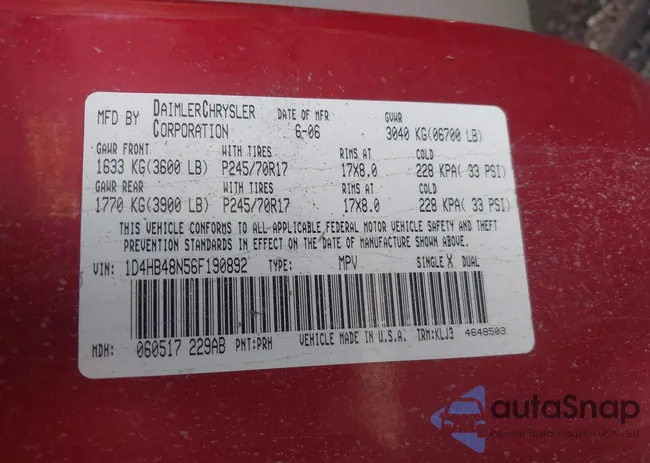 MFD BY DAIMLERCHRYSLER CORPORATION DATE OF MFR 6-06 GVWR 3040 KG(06700 LB)
GAWR FRONT WITH TIRES RIMS AT COLD
1633 KG(3600 LB) P245/70R17 17X8.0 228 KPA( 33 PSI)
GAWR REAR WITH TIRES RIMS AT COLD
1770 KG(3900 LB) P245/70R17 17X8.0 228 KPA( 33 PSI)
THIS VEHICLE CONFORMS TO ALL APPLICABLE FEDERAL MOTOR VEHICLE SAFETY AND THEFT
PREVENTION STANDARDS IN EFFECT ON THE DATE OF MANUFACTURE SHOWN ABOVE.
VIN: 1D4HB48N56F190892 TYPE: MPV SINGLE X DUAL
MDH: 060517 229AB PNT:PRH VEHICLE MADE IN U.S.A. TRM:KLJ3 4648503
autoSnap